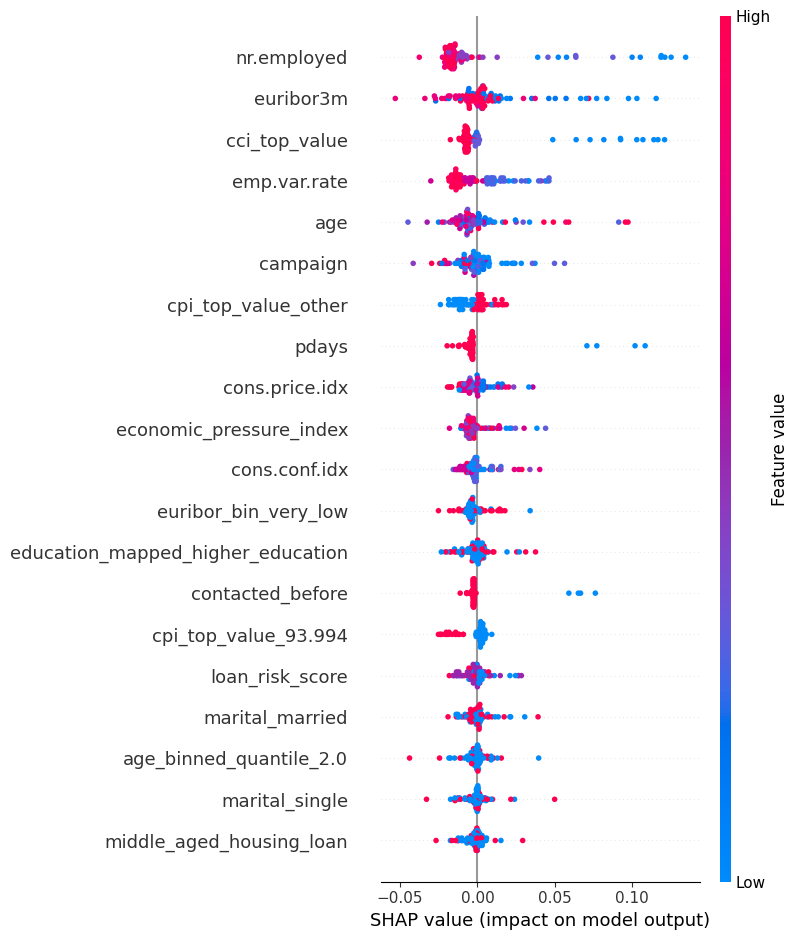 High
nr.employed
euribor3m
cci_top_value
emp.var.rate
age
campaign
cpi_top_value_other
pdays
cons.price.idx
economic_pressure_index
cons.conf.idx
euribor_bin_very_low
education_mapped_higher_education
contacted_before
cpi_top_value_93.994
loan_risk_score
marital_married
age_binned_quantile_2.0
marital_single
middle_aged_housing_loan
Feature value
Low
−0.05 0.00 0.05 0.10
SHAP value (impact on model output)